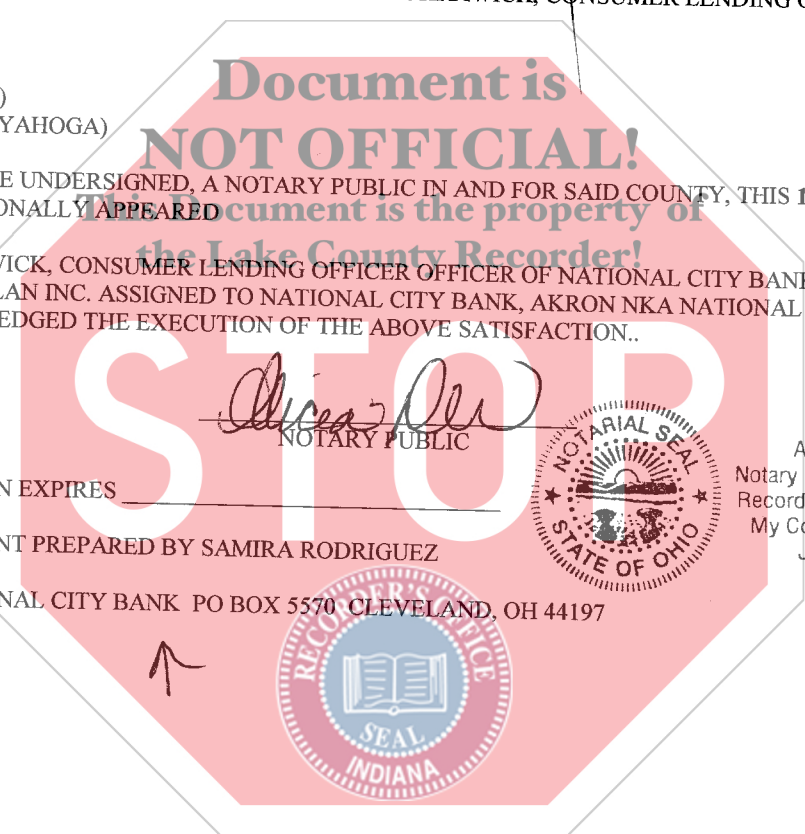 CONSUMER LENDING O
Document is
)
YAHOGA)
NOT OFFICIAL!
E UNDERSIGNED, A NOTARY PUBLIC IN AND FOR SAID COUNTY, THIS 1
ONALLY APPEARED
This Document is the property of
the Lake County Recorder!
WICK, CONSUMER LENDING OFFICER OFFICER OF NATIONAL CITY BANK
LAN INC. ASSIGNED TO NATIONAL CITY BANK, AKRON NKA NATIONAL
EDGED THE EXECUTION OF THE ABOVE SATISFACTION..
STOP
NOTARY PUBLIC
NOTARIAL SEAL
STATE OF OHIO
A
Notary
Record
My Co
N EXPIRES
NT PREPARED BY SAMIRA RODRIGUEZ
NAL CITY BANK PO BOX 5570 CLEVELAND, OH 44197
RECORDER'S OFFICE
SEAL
INDIANA